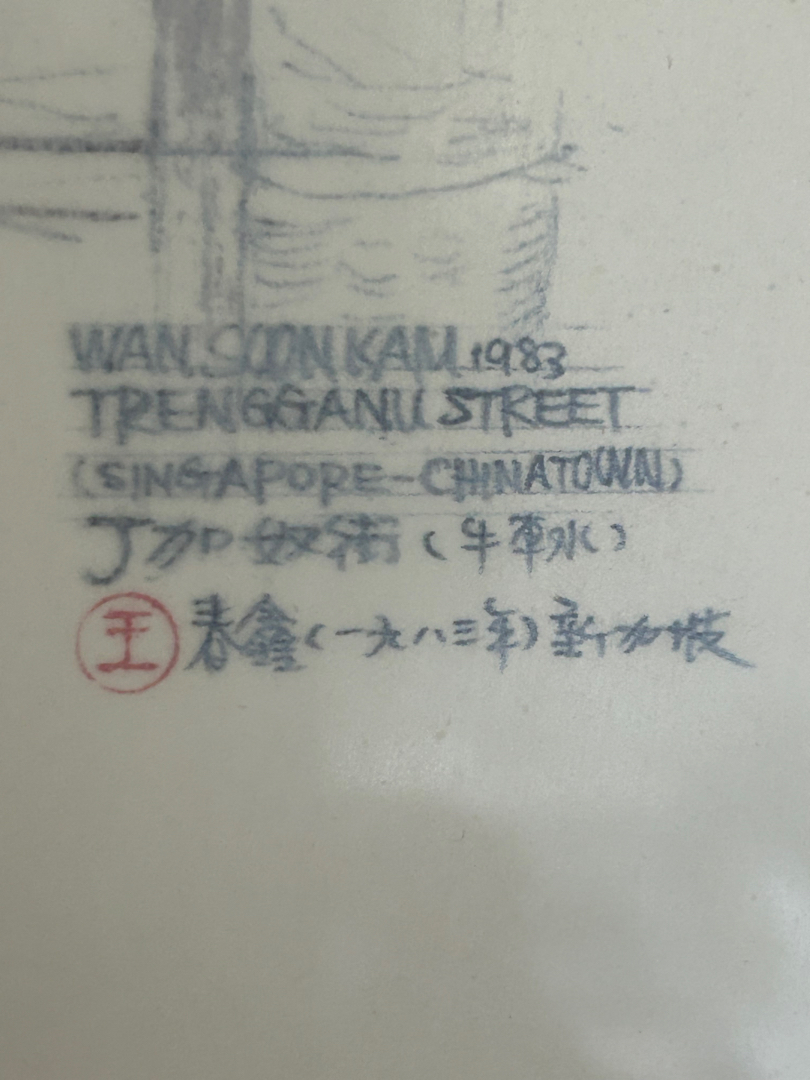 WAN SOON KAM 1983
TRENGGANU STREET
(SINGAPORE-CHINATOWN)
丁加奴街(牛車水)
王春鑫(一九八三年)新加坡